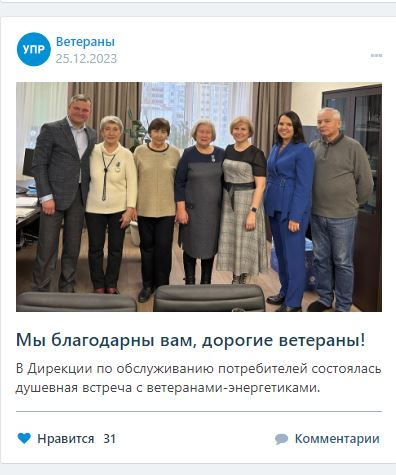 УПР
Ветераны
25.12.2023
Мы благодарны вам, дорогие ветераны!
В Дирекции по обслуживанию потребителей состоялась
душевная встреча с ветеранами-энергетиками.
Нравится 31
Комментарии